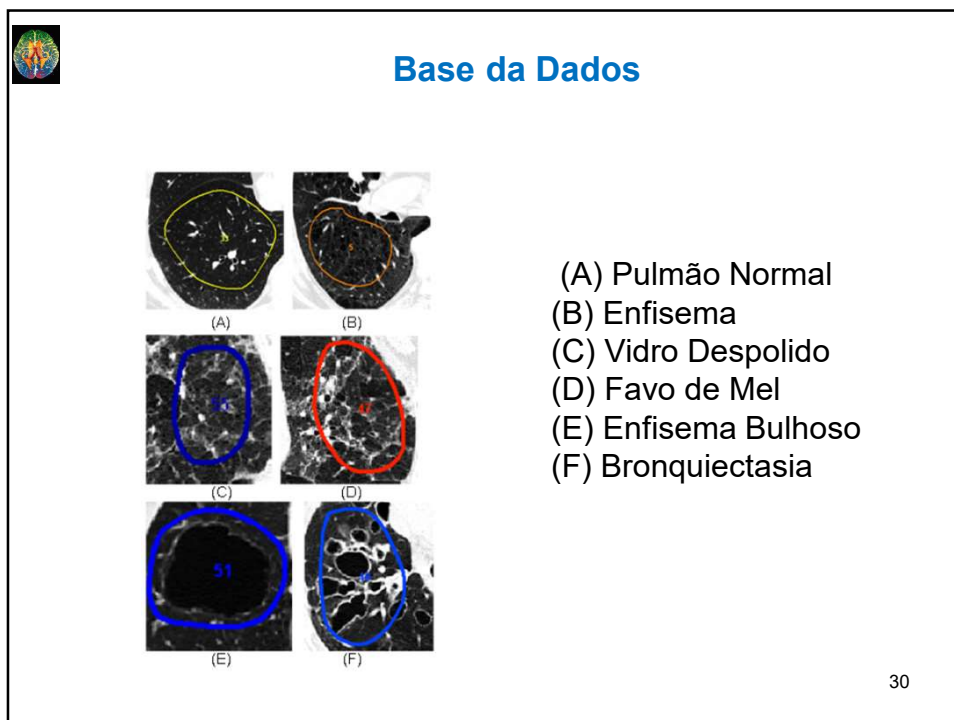 Base da Dados
(A) (B)
(C) (D)
51
(E) (F)
(A) Pulmão Normal
(B) Enfisema
(C) Vidro Despolido
(D) Favo de Mel
(E) Enfisema Bulhoso
(F) Bronquiectasia
30